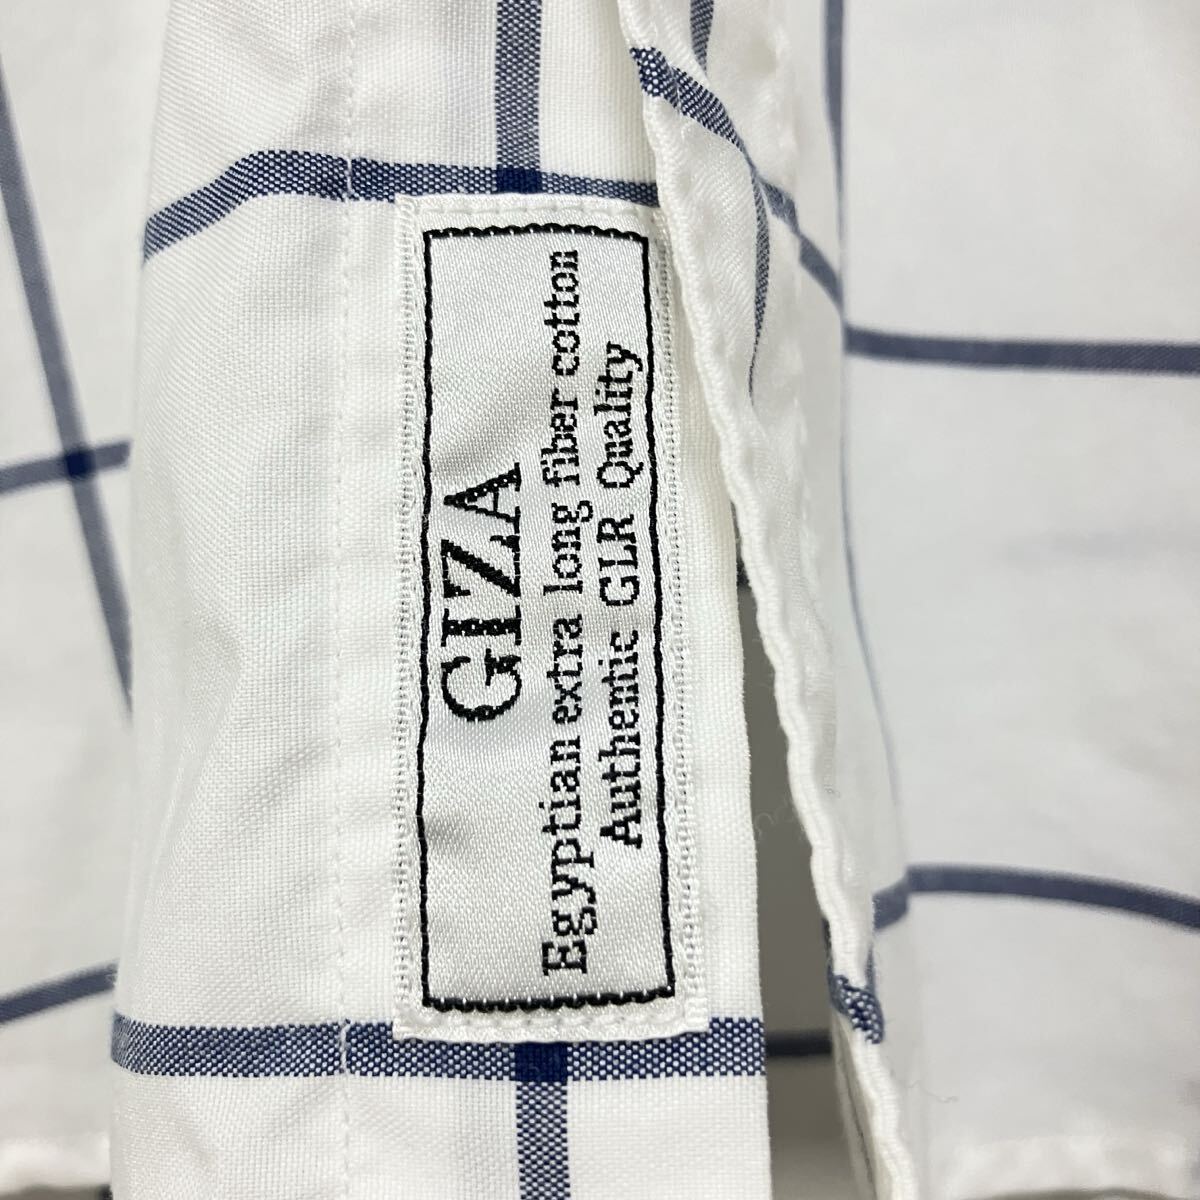 GIZA
Egyptian extra long fiber cotton
Authentic GLR Quality